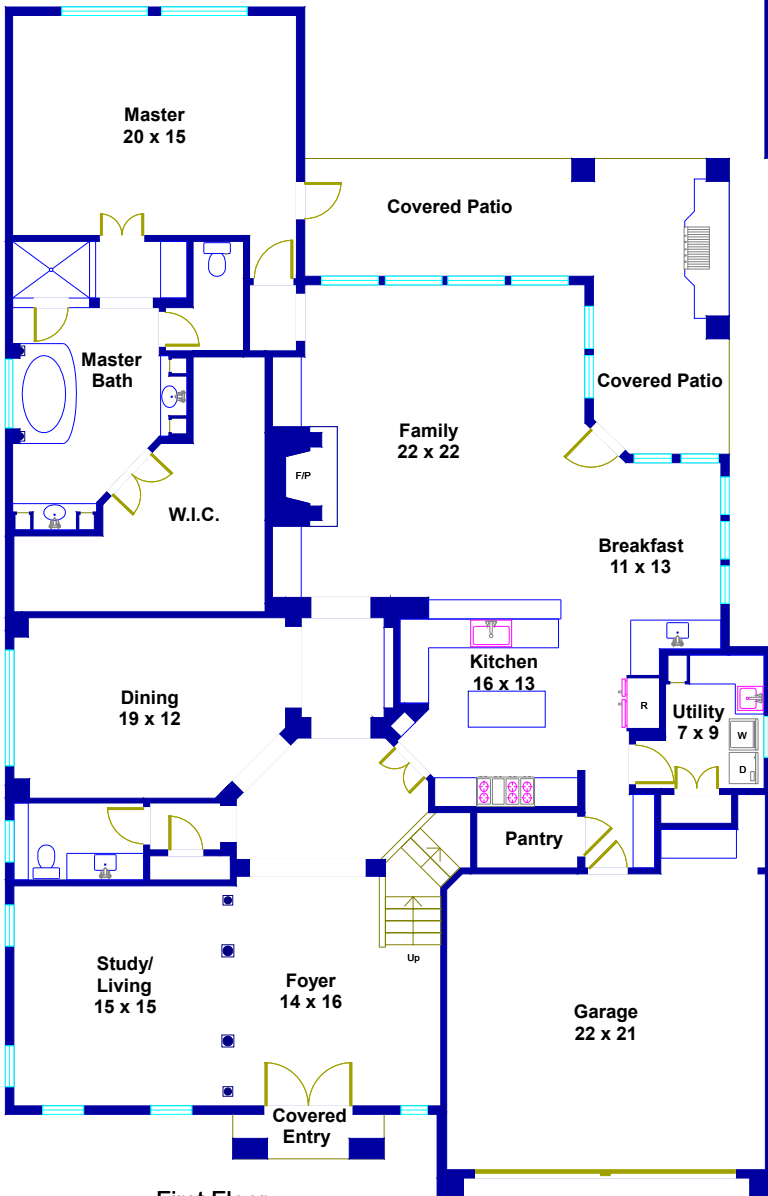 Master
20 x 15
Covered Patio
Master
Bath
Covered Patio
Family
22 x 22
F/P
W.I.C.
Breakfast
11 x 13
Kitchen
16 x 13
Dining
19 x 12
R
Utility
7 x 9
W
D
Pantry
Up
Study/
Living
15 x 15
Foyer
14 x 16
Garage
22 x 21
Covered
Entry
First Floor